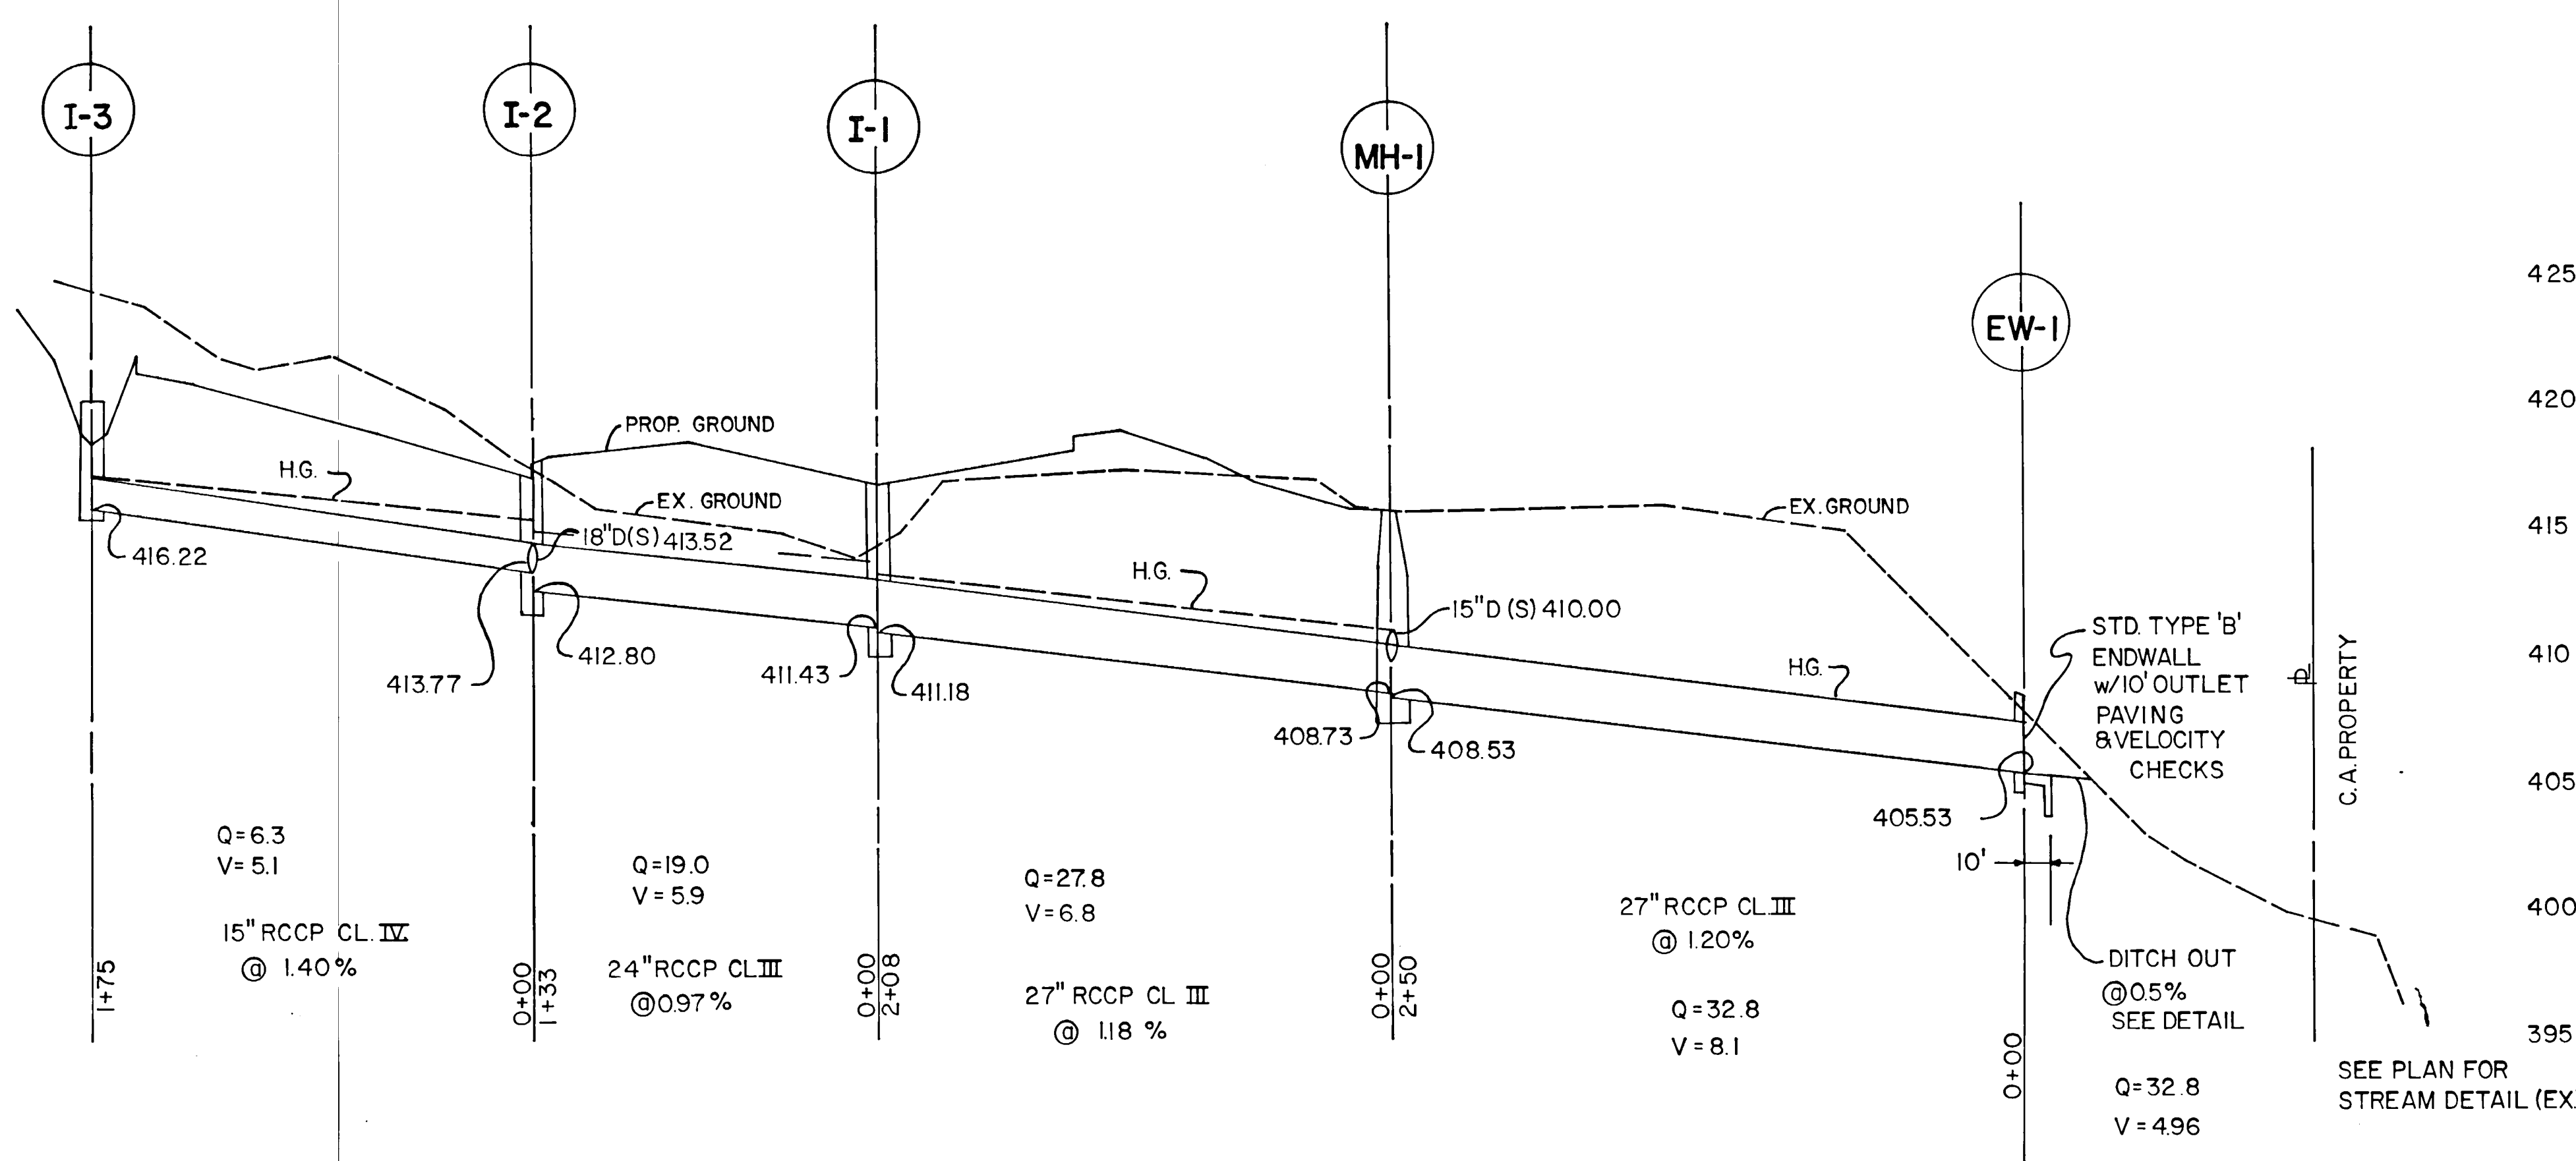 I-3
I-2
I-1
MH-1
EW-1
425
420
415
410
405
400
395
PROP. GROUND
H.G.
EX. GROUND
18"D(S) 413.52
416.22
413.77
412.80
411.43
411.18
H.G.
15"D (S) 410.00
408.73
408.53
EX. GROUND
H.G.
405.53
STD. TYPE 'B'
ENDWALL
w/10' OUTLET
PAVING
& VELOCITY
CHECKS
C.A. PROPERTY
10'
Q=6.3
V=5.1
15" RCCP CL. IV.
@ 1.40%
Q=19.0
V=5.9
24" RCCP CL III
@ 0.97%
Q=27.8
V=6.8
27" RCCP CL III
@ 1.18 %
27" RCCP CL. III
@ 1.20%
Q=32.8
V=8.1
DITCH OUT
@ 0.5%
SEE DETAIL
Q=32.8
V=4.96
SEE PLAN FOR
STREAM DETAIL (EX.
1+75
0+00
1+33
0+00
2+08
0+00
2+50
0+00